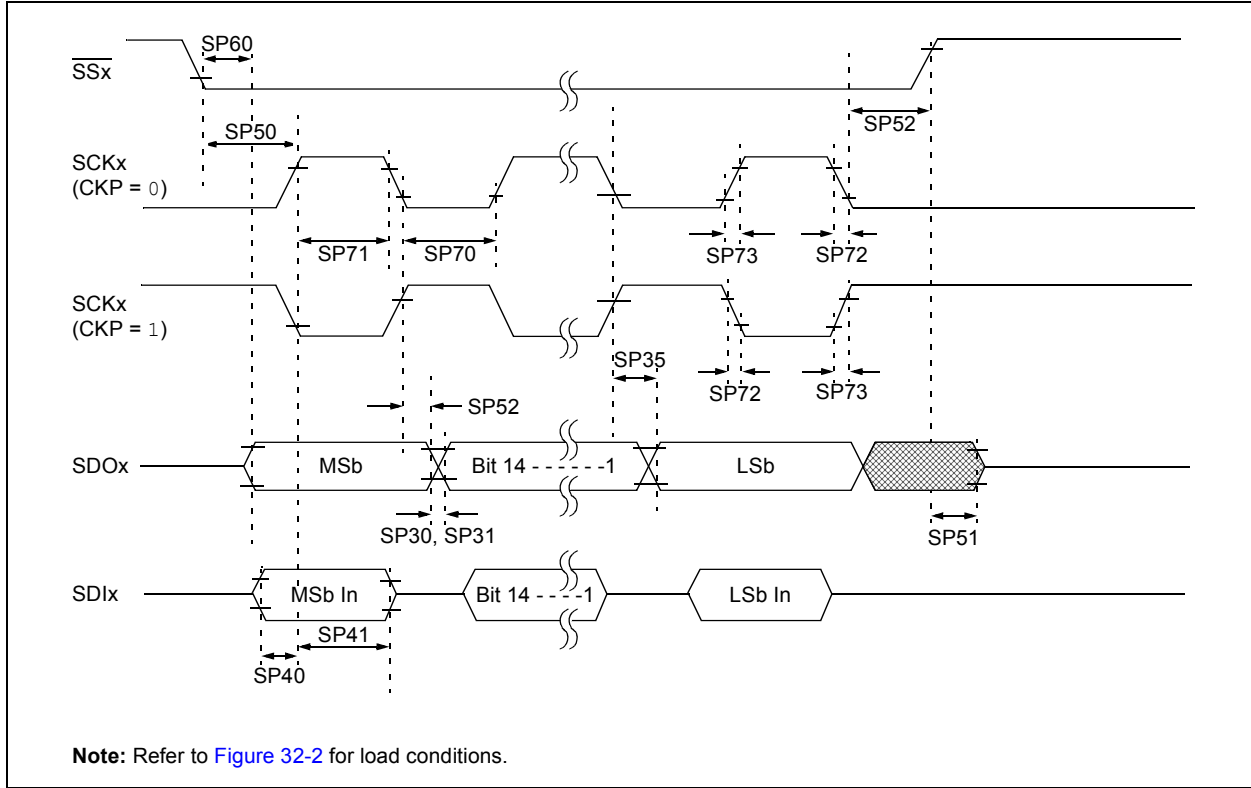 SP60
SSx
SP50
SP52
SCKx
(CKP = 0)
SP71
SP70
SP73
SP72
SCKx
(CKP = 1)
SP35
SP72
SP73
SP52
SDOx
MSb
Bit 14 - - - - - -1
LSb
SP30, SP31
SP51
SDIx
MSb In
Bit 14 - - - -1
LSb In
SP41
SP40
Note: Refer to Figure 32-2 for load conditions.